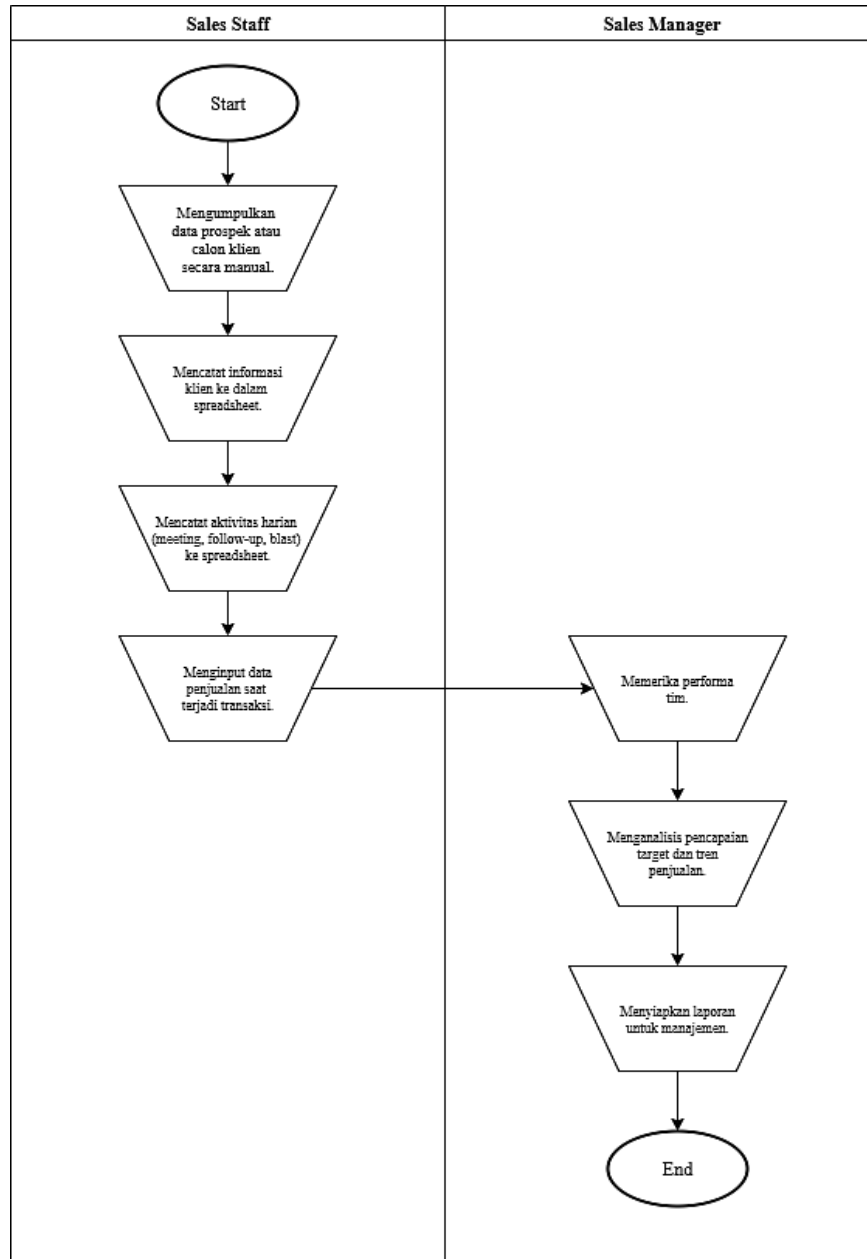 Sales Staff
Sales Manager
Start
Mengumpulkan
data prospek atau
calon klien
secara manual.
Mencatat informasi
klien ke dalam
spreadsheet.
Mencatat aktivitas harian
(meeting, follow-up, blast)
ke spreadsheet.
Menginput data
penjualan saat
terjadi transaksi.
Memerika performa
tim.
Menganalisis pencapaian
target dan tren
penjualan.
Menyiapkan laporan
untuk manajemen.
End